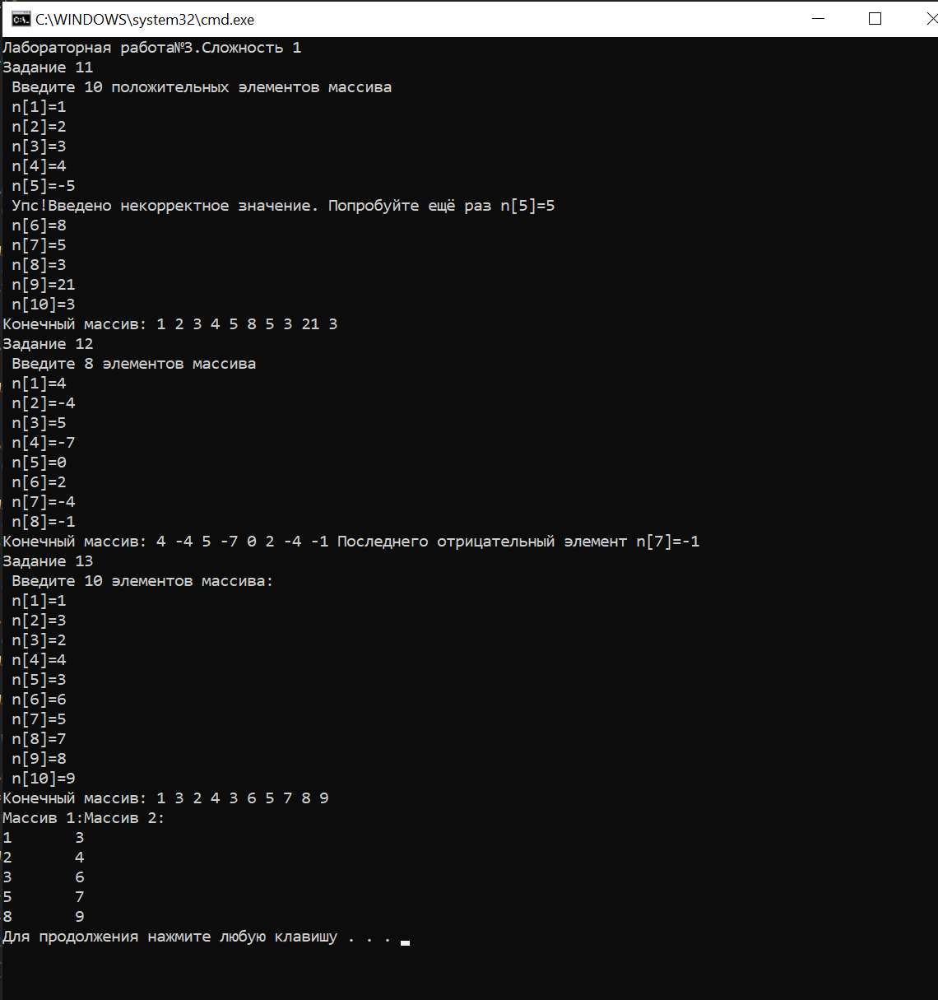 C:\WINDOWS\system32\cmd.exe
Лабораторная работа№3.Сложность 1
Задание 11
Введите 10 положительных элементов массива
n[1]=1
n[2]=2
n[3]=3
n[4]=4
n[5]=-5
Упс!Введено некорректное значение. Попробуйте ещё раз n[5]=5
n[6]=8
n[7]=5
n[8]=3
n[9]=21
n[10]=3
Конечный массив: 1 2 3 4 5 8 5 3 21 3
Задание 12
Введите 8 элементов массива
n[1]=4
n[2]=-4
n[3]=5
n[4]=-7
n[5]=0
n[6]=2
n[7]=-4
n[8]=-1
Конечный массив: 4 -4 5 -7 0 2 -4 -1 Последнего отрицательный элемент n[7]=-1
Задание 13
Введите 10 элементов массива:
n[1]=1
n[2]=3
n[3]=2
n[4]=4
n[5]=3
n[6]=6
n[7]=5
n[8]=7
n[9]=8
n[10]=9
Конечный массив: 1 3 2 4 3 6 5 7 8 9
Массив 1:Массив 2:
1 3
2 4
3 6
5 7
8 9
Для продолжения нажмите любую клавишу . . .